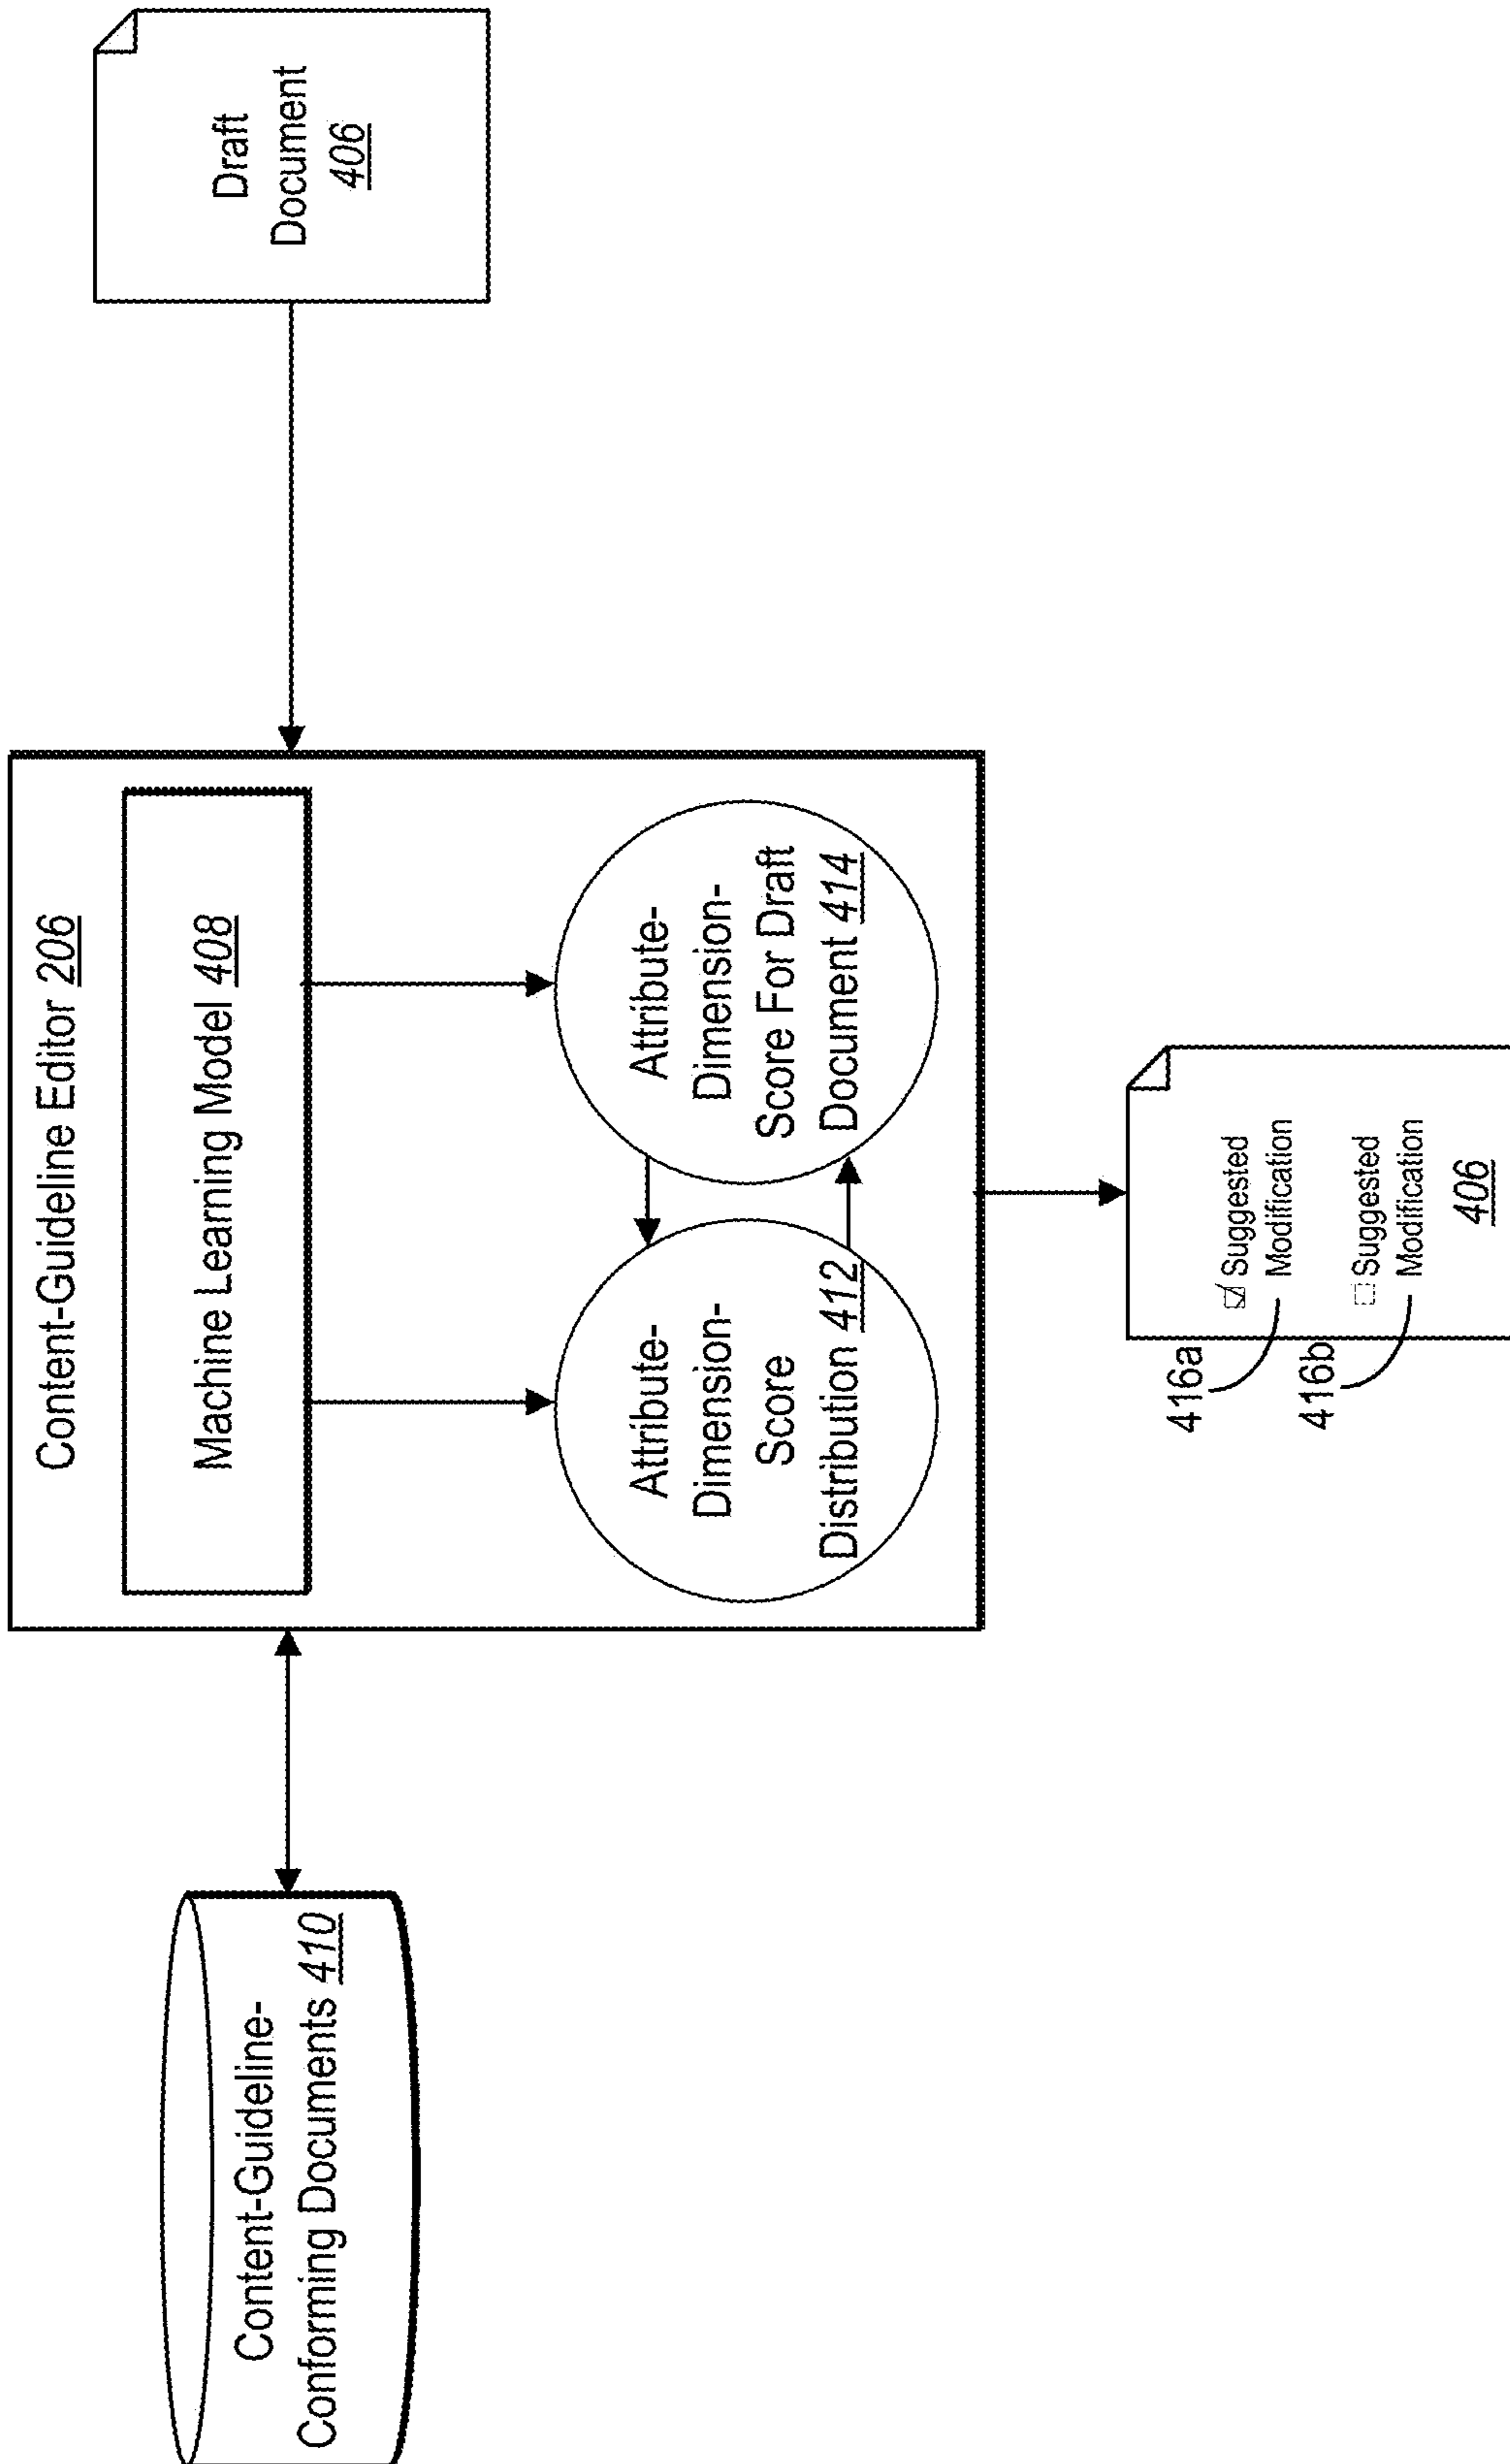 Content-Guideline-
Conforming Documents 410
Content-Guideline Editor 206
Machine Learning Model 408
Attribute-
Dimension-
Score
Distribution 412
Attribute-
Dimension-
Score For Draft
Document 414
Draft
Document
406
416a
Suggested
Modification
416b
Suggested
Modification
406